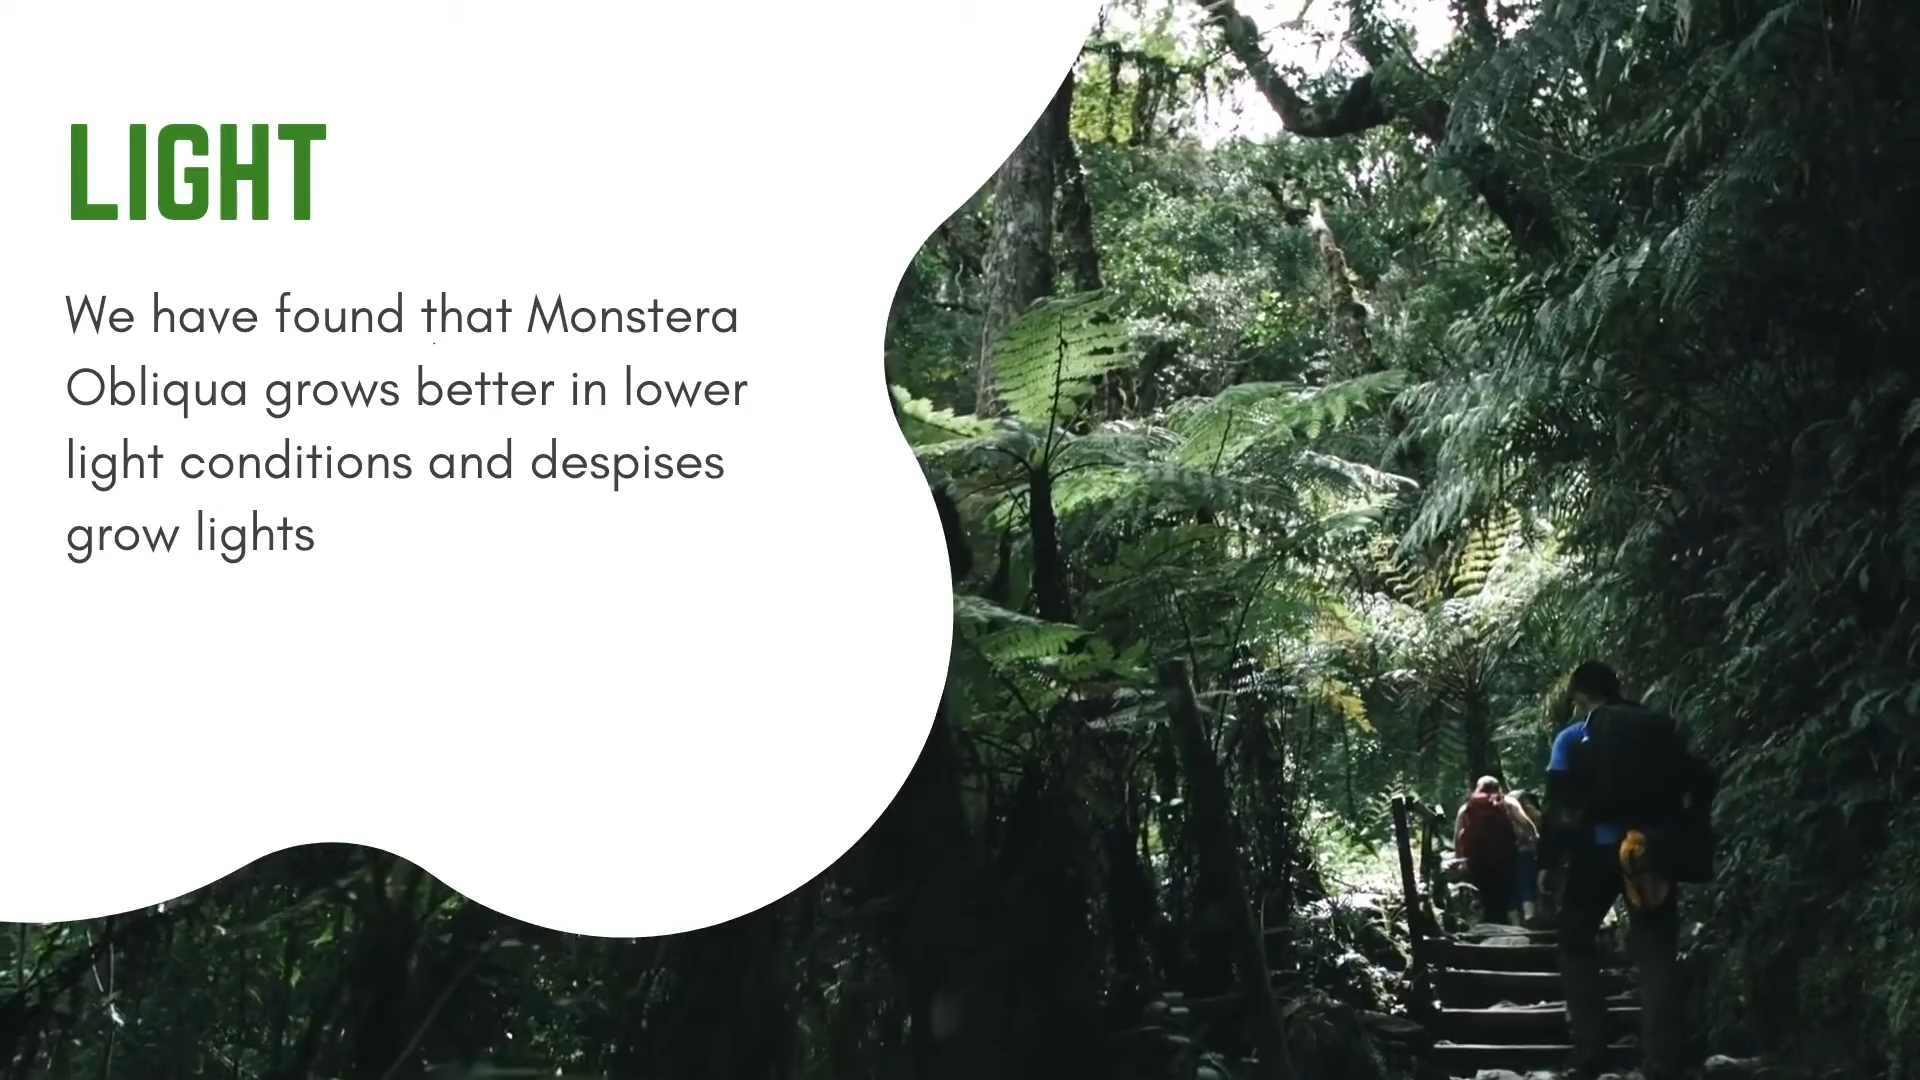 LIGHT
We have found that Monstera
Obliqua grows better in lower
light conditions and despises
grow lights